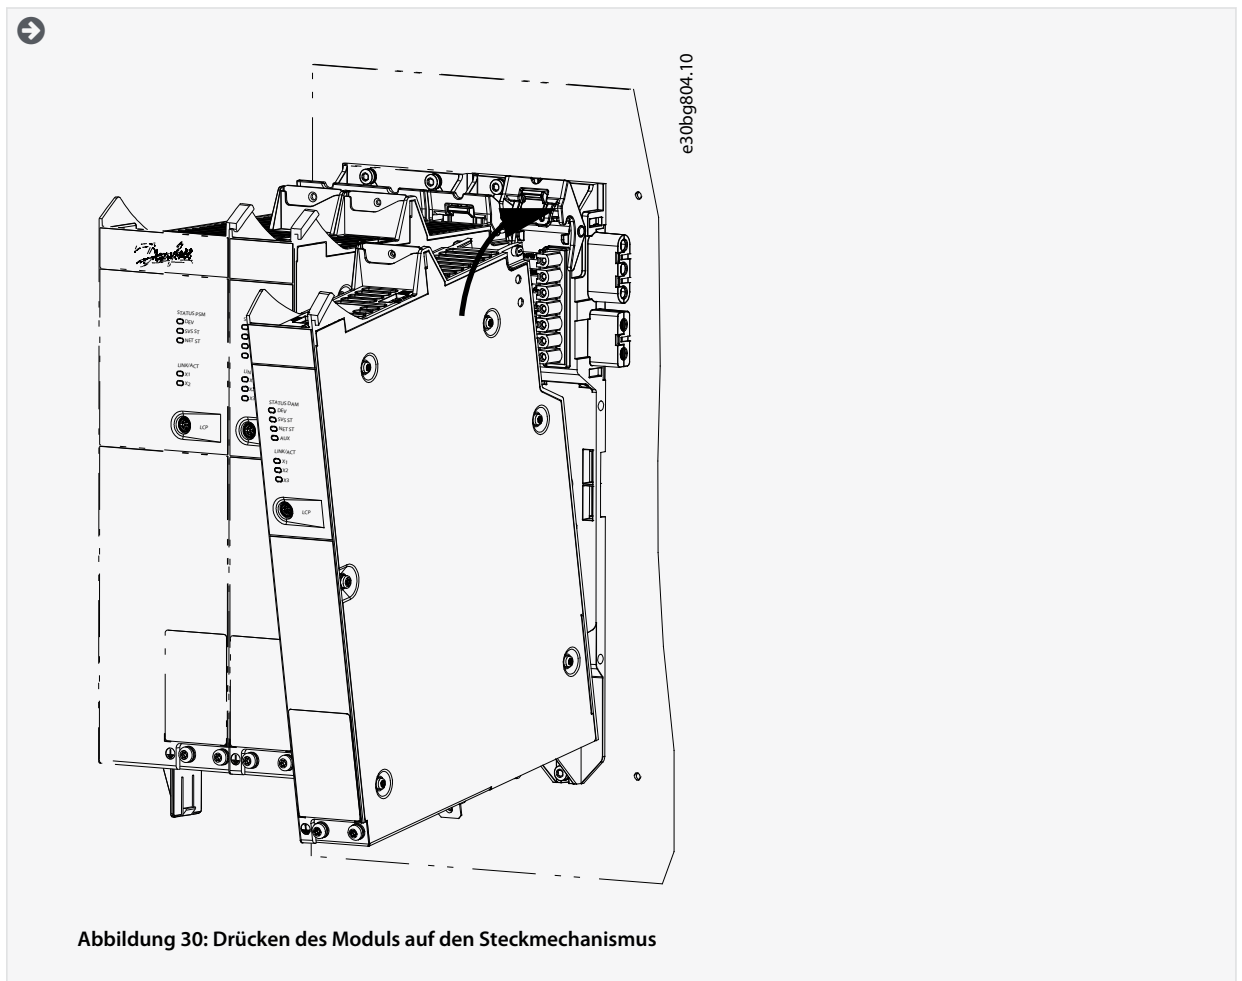 e30bg804.10
Danfoss
STATUS PSM
DEV
SYS ST
NET ST
LINK/ACT
X1
X2
LCP
STATUS DAM
DEV
SYS ST
NET ST
AUX
LINK/ACT
X1
X2
X3
LCP
Abbildung 30: Drücken des Moduls auf den Steckmechanismus